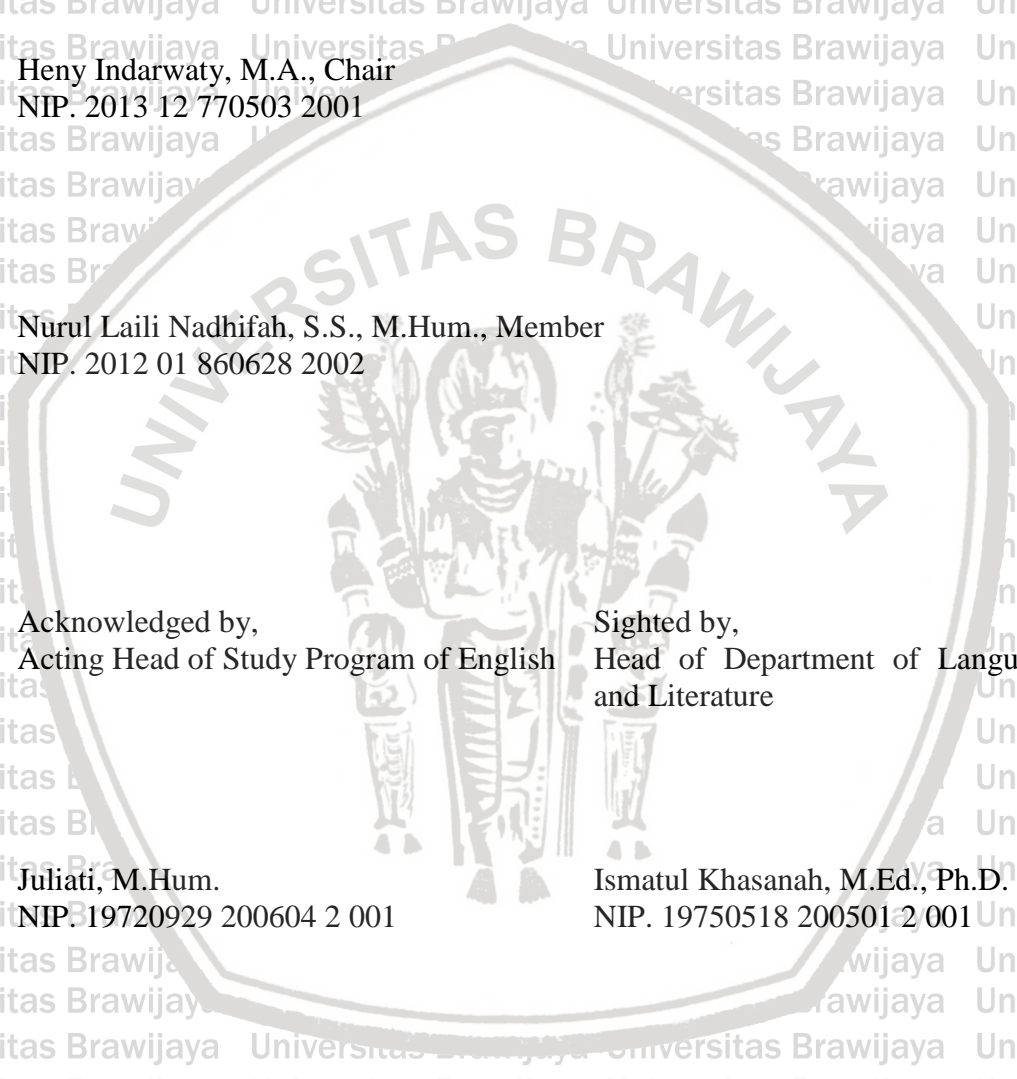 Heny Indarwaty, M.A., Chair
NIP. 2013 12 770503 2001
Nurul Laili Nadhifah, S.S., M.Hum., Member
NIP. 2012 01 860628 2002
UNIVERSITAS BRAWIJAYA
Acknowledged by,
Acting Head of Study Program of English
Sighted by,
Head of Department of Langu
and Literature
Juliati, M.Hum.
NIP. 19720929 200604 2 001
Ismatul Khasanah, M.Ed., Ph.D.
NIP. 19750518 200501 2 001